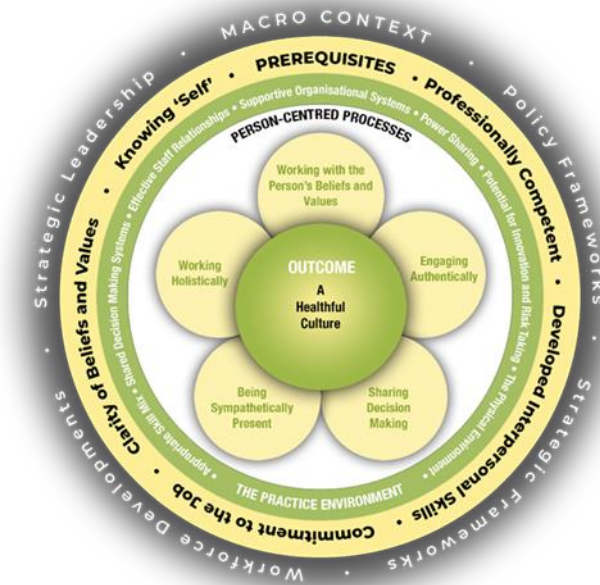 MACRO CONTEXT
Policy Frameworks
Strategic Frameworks
Workforce Developments
Strategic Leadership
PREREQUISITES
Professionally Competent
Developed Interpersonal Skills
Commitment to the Job
Clarity of Beliefs and Values
Knowing ‘Self’
THE PRACTICE ENVIRONMENT
Appropriate Skill Mix • Shared Decision Making Systems • Effective Staff Relationships • Supportive Organisational Systems • Power Sharing • Potential for Innovation and Risk Taking • The Physical Environment
PERSON-CENTRED PROCESSES
Working with the
Person’s Beliefs and
Values
Engaging
Authentically
Sharing
Decision
Making
Being
Sympathetically
Present
Working
Holistically
OUTCOME
A
Healthful
Culture